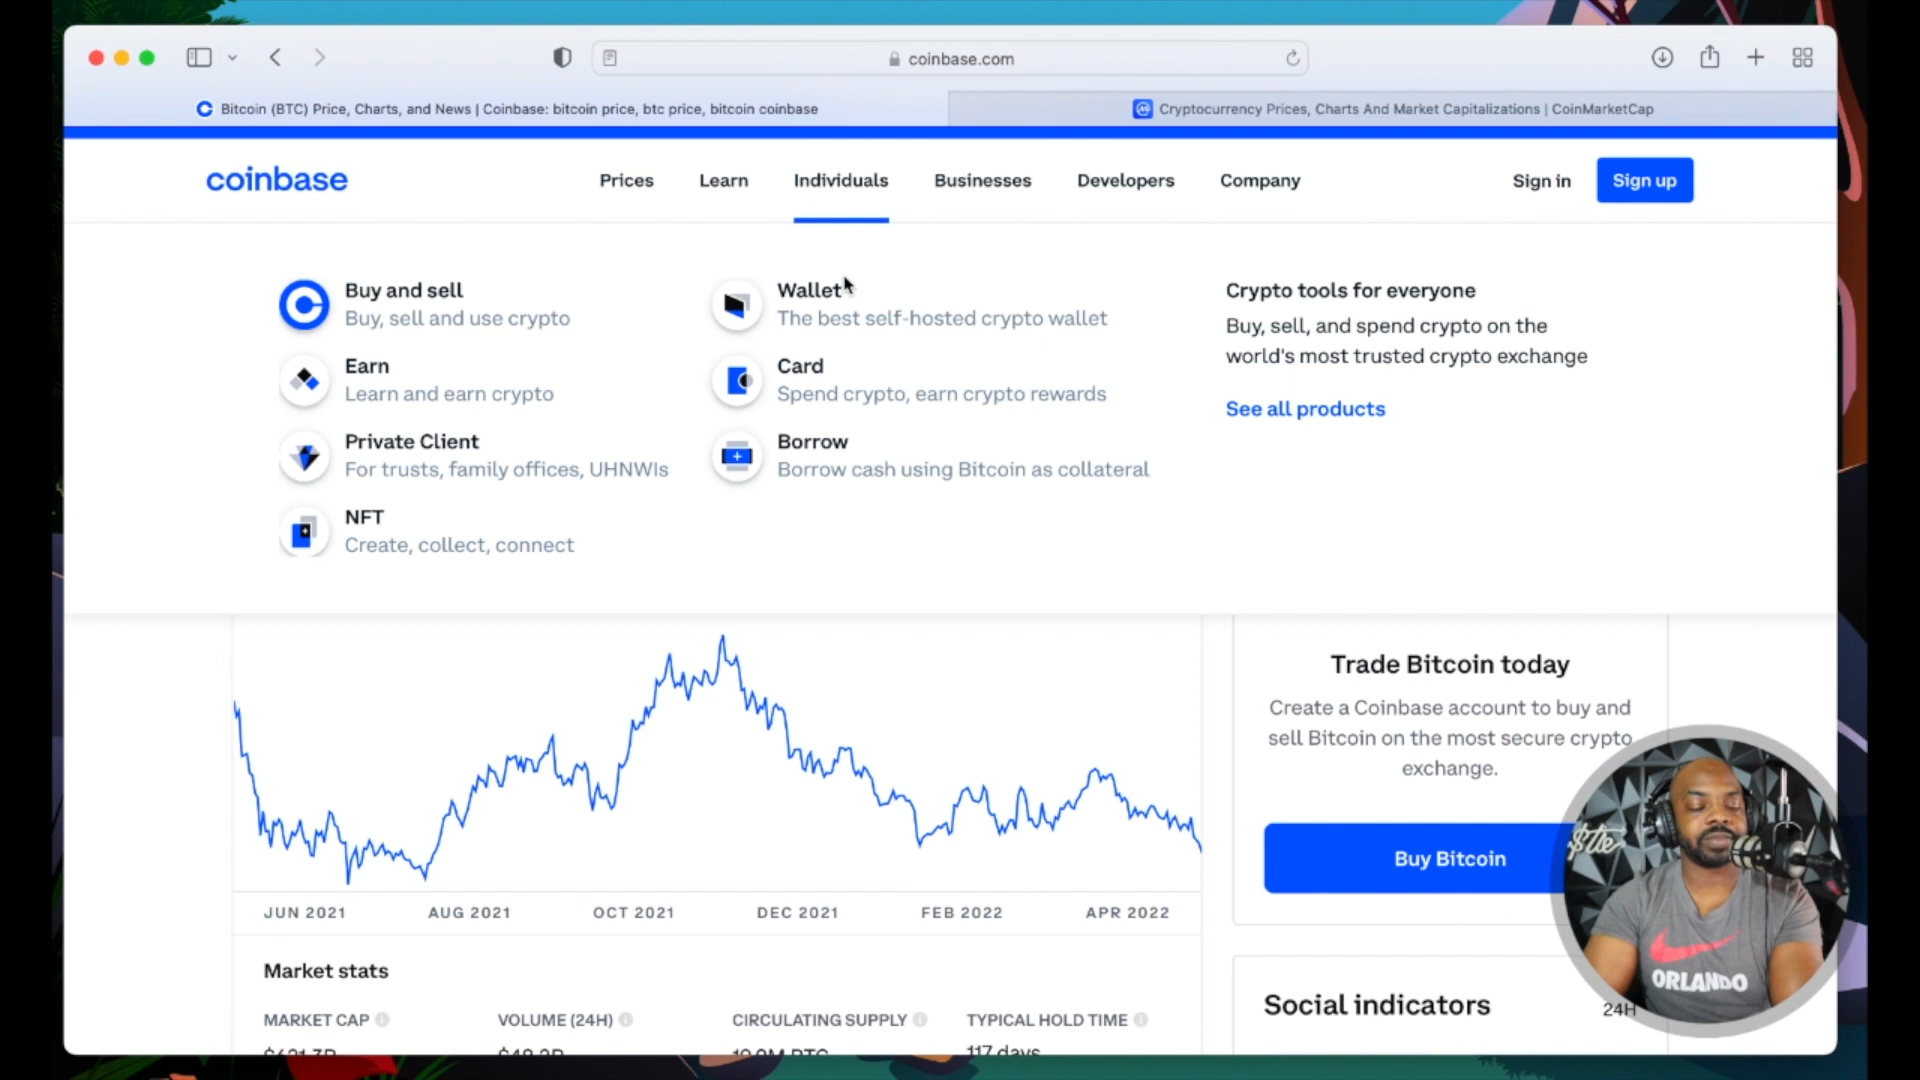 coinbase.com
Bitcoin (BTC) Price, Charts, and News | Coinbase: bitcoin price, btc price, bitcoin coinbase
Cryptocurrency Prices, Charts And Market Capitalizations | CoinMarketCap
coinbase
Prices
Learn
Individuals
Businesses
Developers
Company
Sign in
Sign up
Buy and sell
Buy, sell and use crypto
Earn
Learn and earn crypto
Private Client
For trusts, family offices, UHNWIs
NFT
Create, collect, connect
Wallet
The best self-hosted crypto wallet
Card
Spend crypto, earn crypto rewards
Borrow
Borrow cash using Bitcoin as collateral
Crypto tools for everyone
Buy, sell, and spend crypto on the
world's most trusted crypto exchange
See all products
JUN 2021
AUG 2021
OCT 2021
DEC 2021
FEB 2022
APR 2022
Market stats
MARKET CAP
VOLUME (24H)
CIRCULATING SUPPLY
TYPICAL HOLD TIME
117 days
Trade Bitcoin today
Create a Coinbase account to buy and
sell Bitcoin on the most secure crypto
exchange.
Buy Bitcoin
Social indicators
24H
ORLANDO